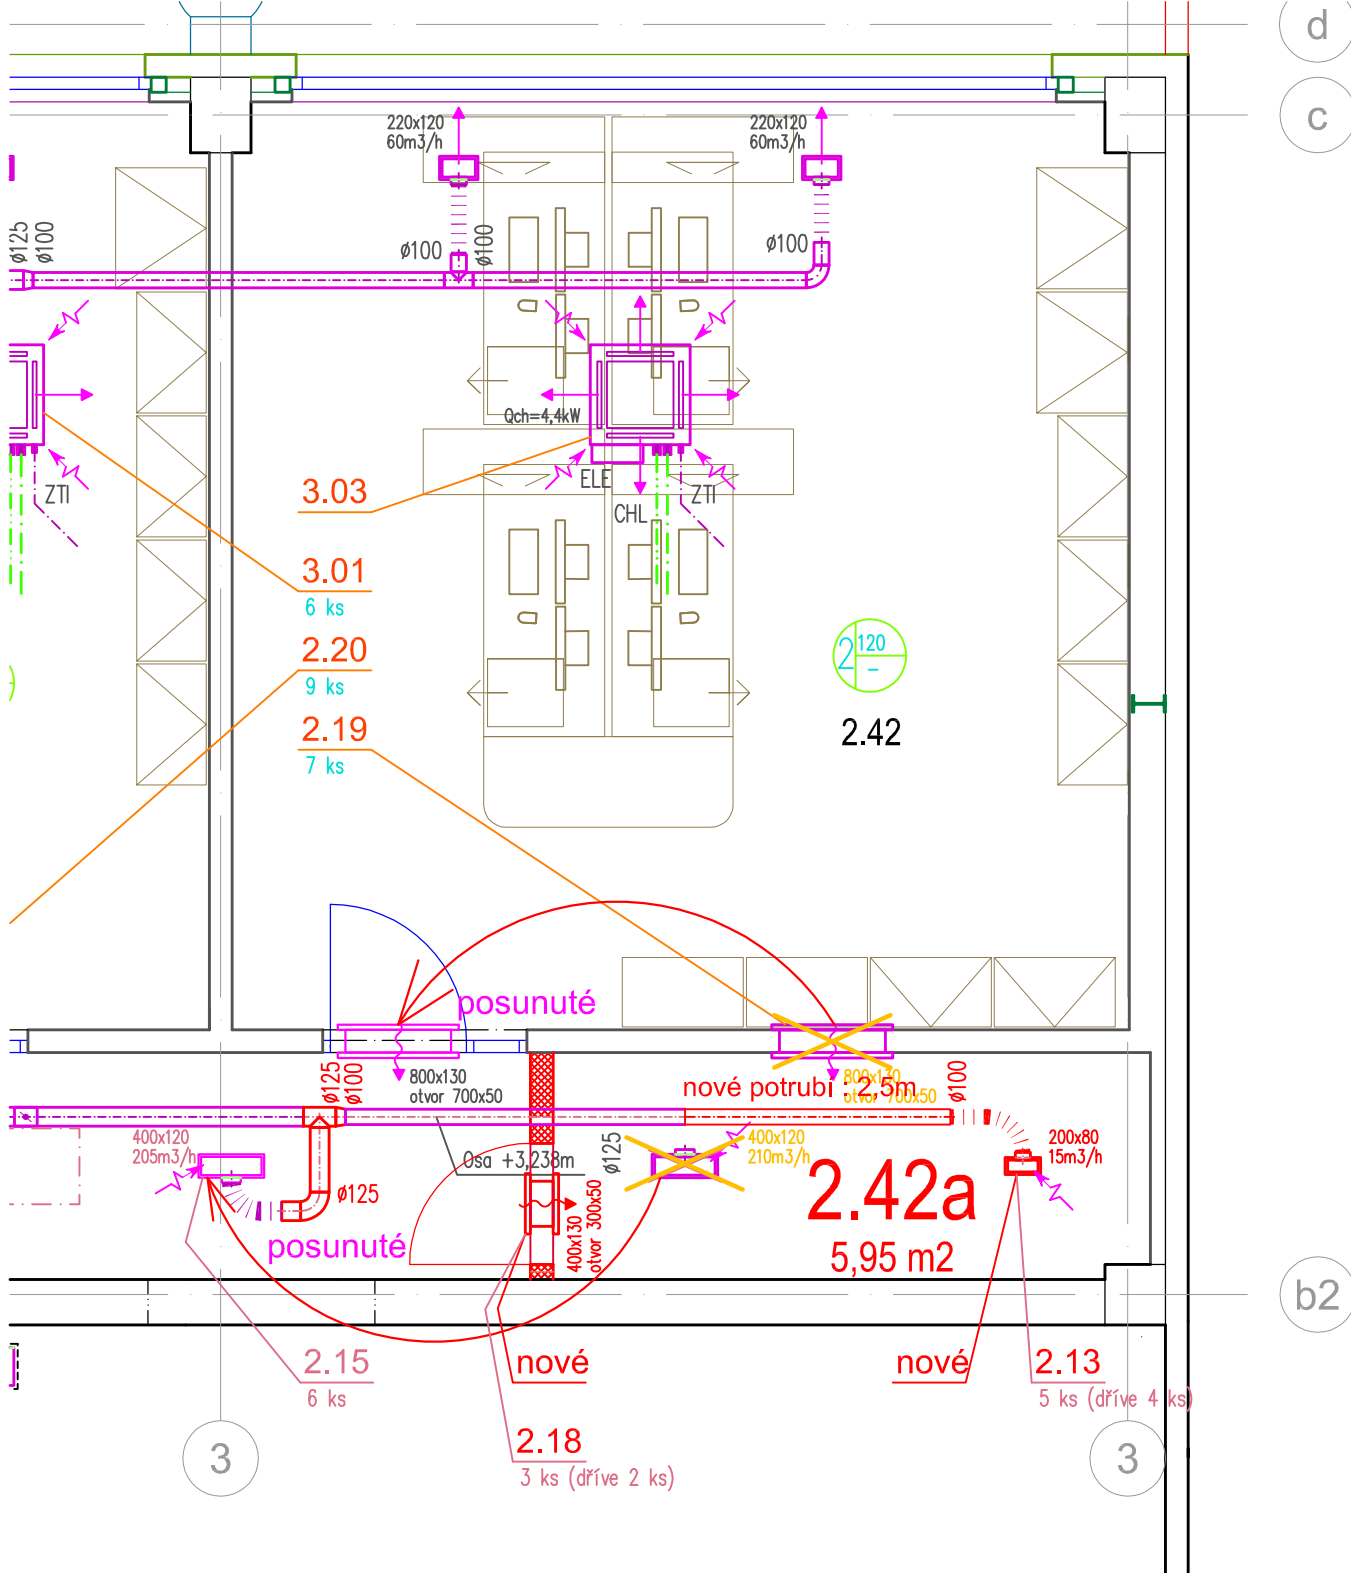 d
c
220x120
60m3/h
220x120
60m3/h
ø125
ø100
ø100
ø100
ø100
Qch=4,4kW
ZTI
ELE
ZTI
CHL
3.03
3.01
6 ks
2.20
9 ks
2.19
7 ks
2
120
–
2.42
posunuté
800x130
otvor 700x50
ø125
ø100
nové potrubí : 2,5m
800x130
otvor 700x50
ø100
400x120
205m3/h
Osa +3,238m
ø125
400x120
210m3/h
200x80
15m3/h
ø125
400x130
otvor 300x50
2.42a
5,95 m2
posunuté
b2
2.15
6 ks
nové
nové
2.13
5 ks (dříve 4 ks)
2.18
3 ks (dříve 2 ks)
3
3